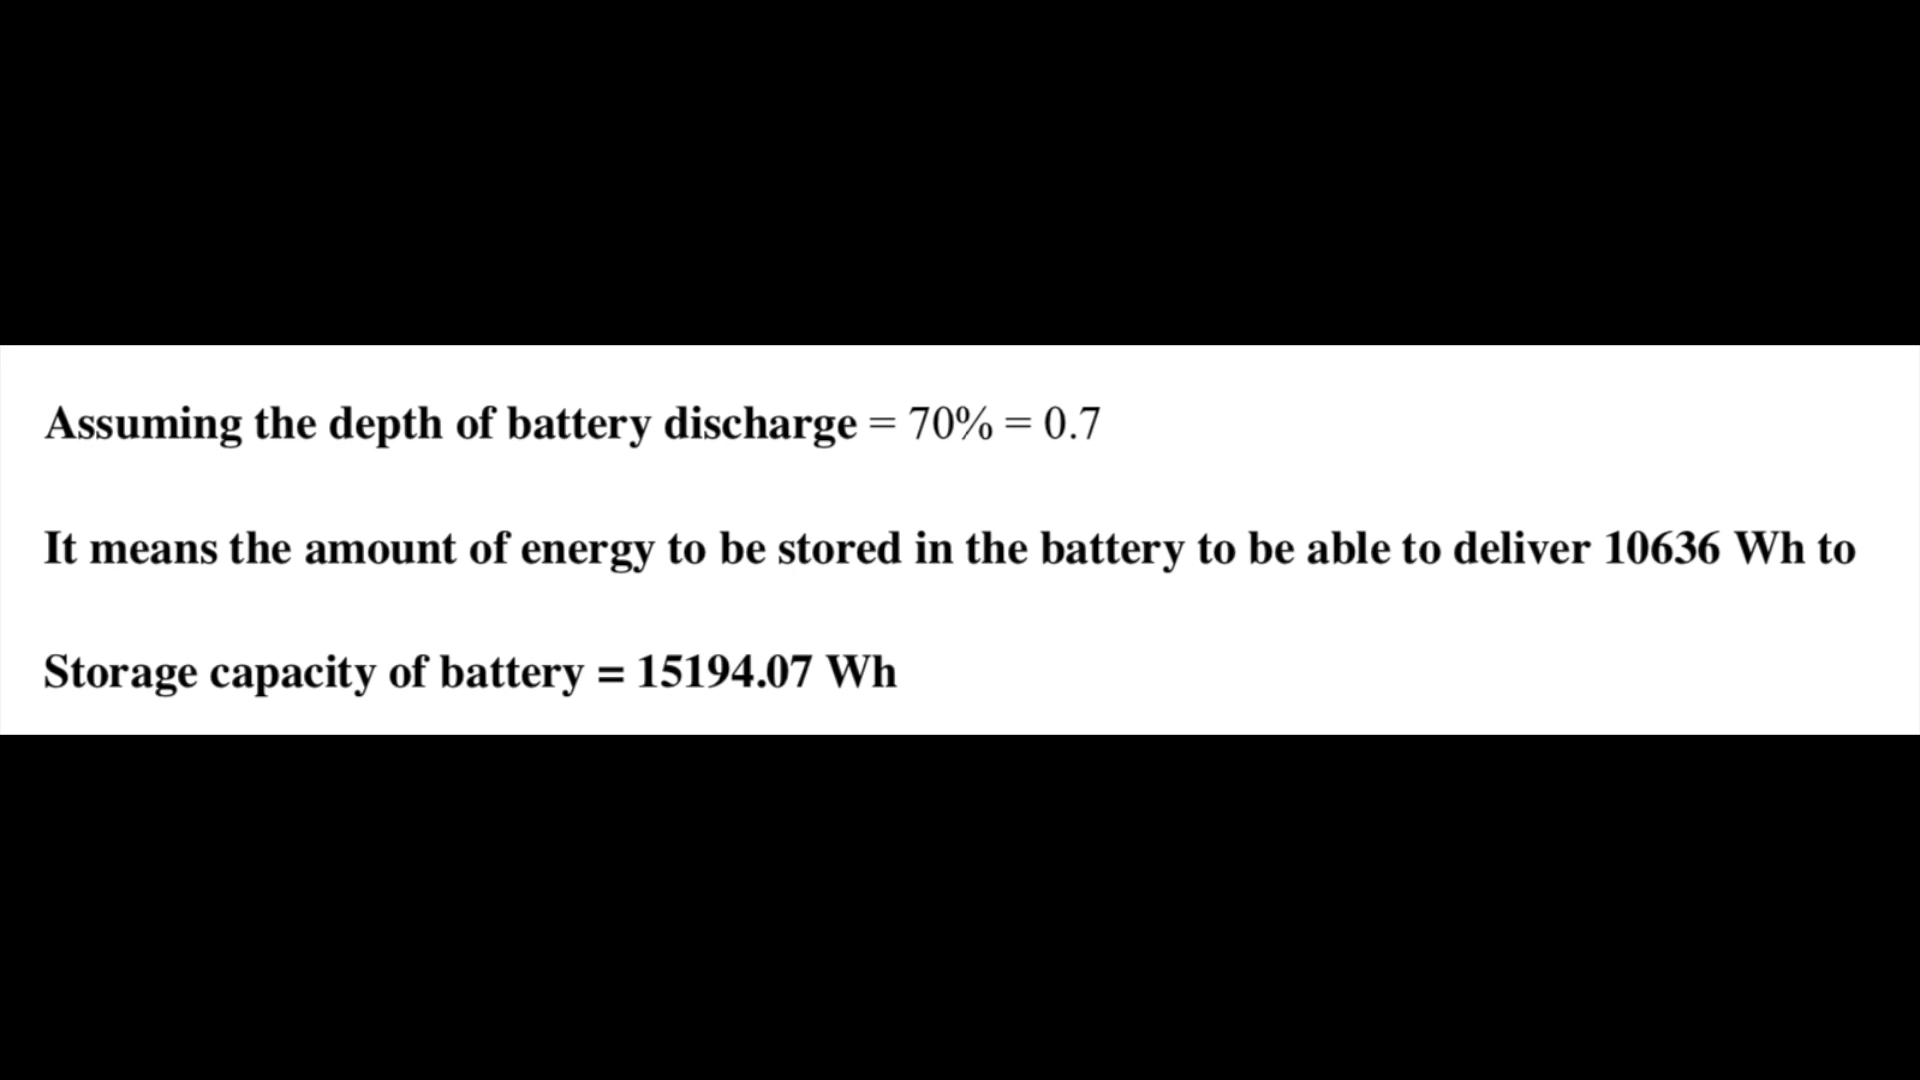 Assuming the depth of battery discharge = 70% = 0.7
It means the amount of energy to be stored in the battery to be able to deliver 10636 Wh to
Storage capacity of battery = 15194.07 Wh